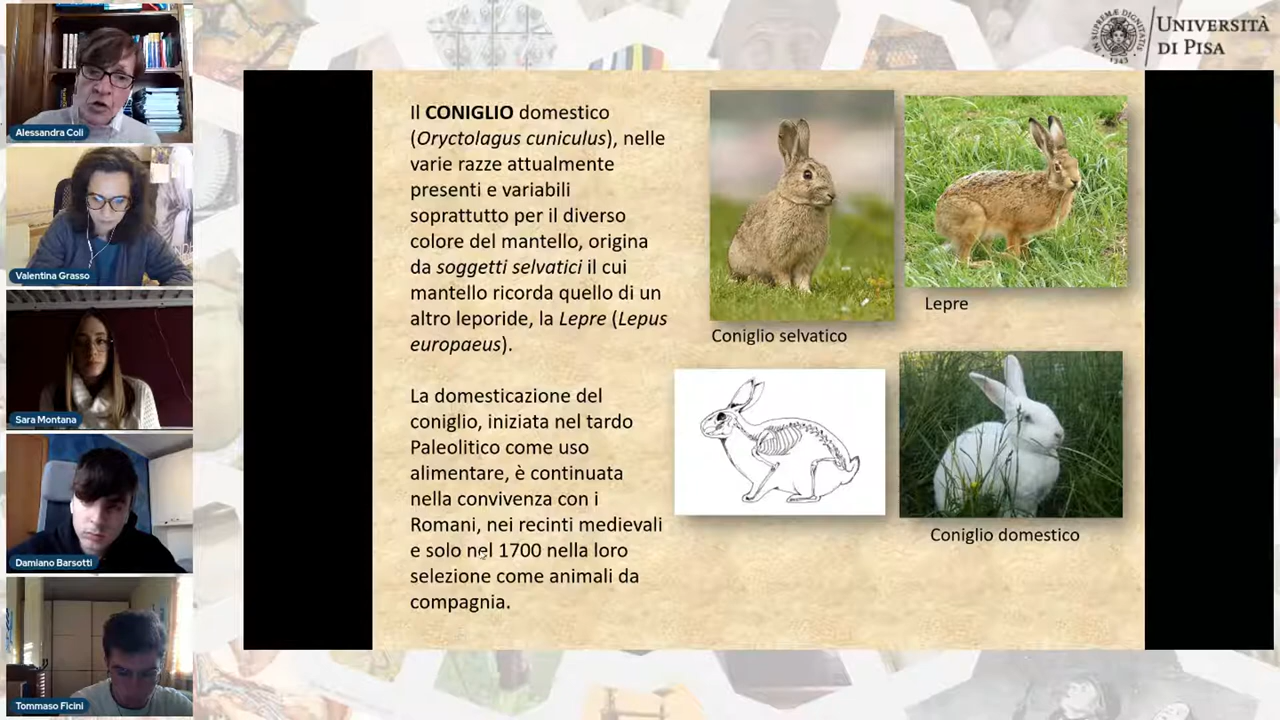 UNIVERSITÀ
DI PISA
Alessandra Coli
Valentina Grasso
Sara Montana
Damiano Barsotti
Tommaso Ficini
Il CONIGLIO domestico
(Oryctolagus cuniculus), nelle
varie razze attualmente
presenti e variabili
soprattutto per il diverso
colore del mantello, origina
da soggetti selvatici il cui
mantello ricorda quello di un
altro leporide, la Lepre (Lepus
europaeus).
La domesticazione del
coniglio, iniziata nel tardo
Paleolitico come uso
alimentare, è continuata
nella convivenza con i
Romani, nei recinti medievali
e solo nel 1700 nella loro
selezione come animali da
compagnia.
Coniglio selvatico
Lepre
Coniglio domestico